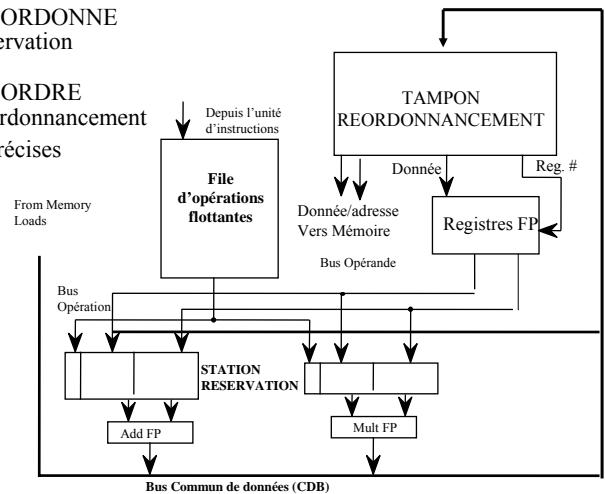 ORDONNE
ervation
ORDRE
rdonnancement
récises
Depuis l'unité
d'instructions
TAMPON
REORDONNANCEMENT
File
d'opérations
flottantes
From Memory
Loads
Donnée
Reg. #
Donnée/adresse
Vers Mémoire
Registres FP
Bus Opérande
Bus
Opération
STATION
RESERVATION
Add FP
Mult FP
Bus Commun de données (CDB)